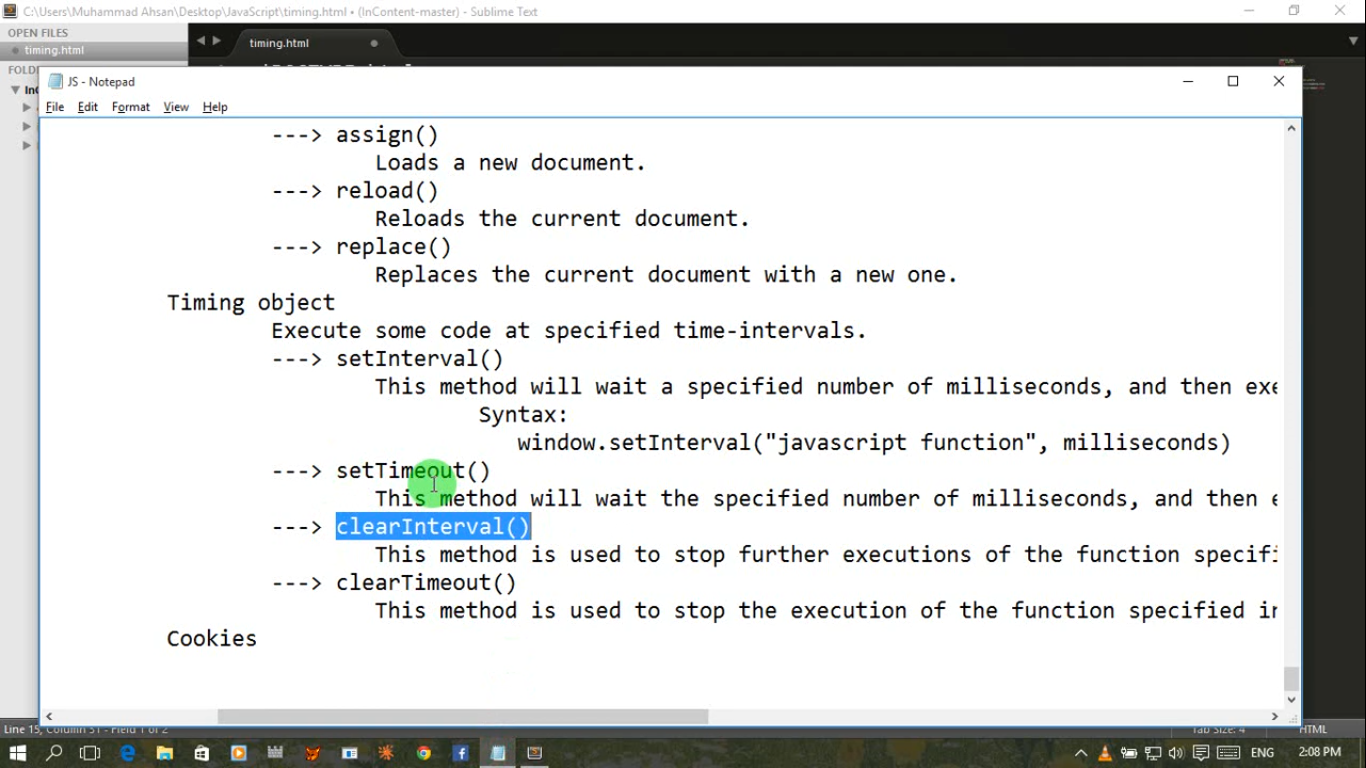 C:\Users\Muhammad Ahsan\Desktop\JavaScript\timing.html • (InContent-master) - Sublime Text
OPEN FILES
timing.html
timing.html
FOLD
JS - Notepad
InC
File Edit Format View Help
---> assign()
Loads a new document.
---> reload()
Reloads the current document.
---> replace()
Replaces the current document with a new one.
Timing object
Execute some code at specified time-intervals.
---> setInterval()
This method will wait a specified number of milliseconds, and then exe
Syntax:
window.setInterval("javascript function", milliseconds)
---> setTimeout()
This method will wait the specified number of milliseconds, and then e
---> clearInterval()
This method is used to stop further executions of the function specifi
---> clearTimeout()
This method is used to stop the execution of the function specified in
Cookies
Line 15, Column 51 - Field 1 of 2
Tab Size: 4
HTML
ENG
2:08 PM